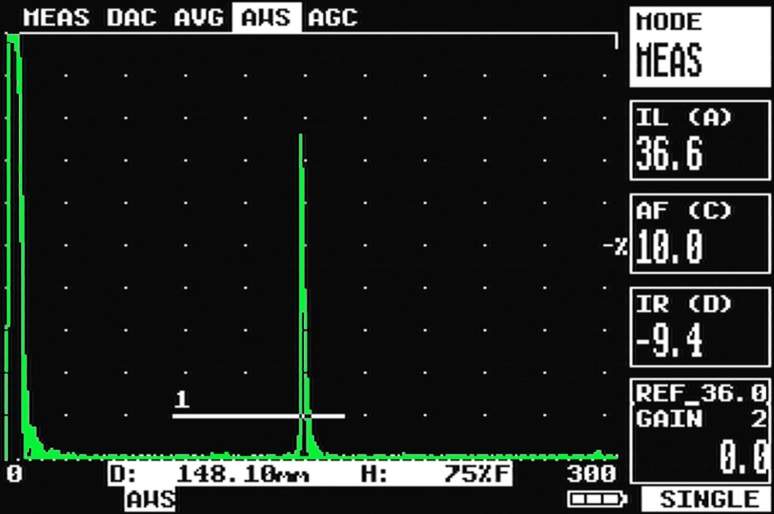 MEAS DAC AVG AWS AGC
MODE
MEAS
IL (A)
36.6
AF (C)
10.0
-%
IR (D)
-9.4
1
REF_36.0
GAIN 2
0.0
0 D: 148.10mm H: 75%F 300
AWS
SINGLE